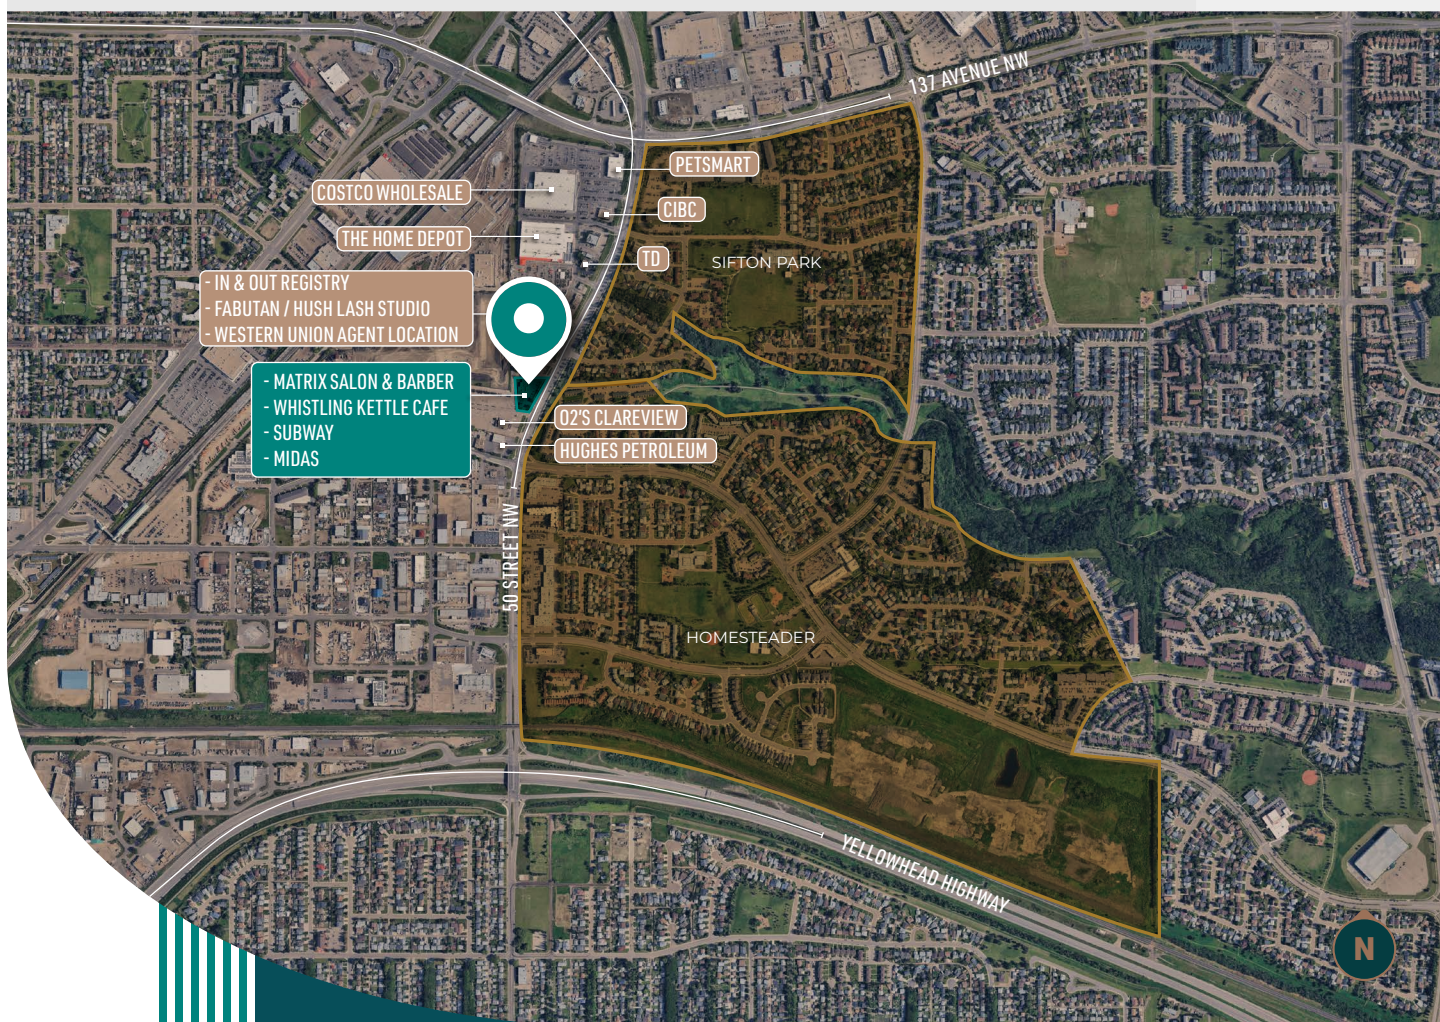 137 AVENUE NW
PETSMART
COSTCO WHOLESALE
CIBC
THE HOME DEPOT
TD
SIFTON PARK
- IN & OUT REGISTRY
- FABUTAN / HUSH LASH STUDIO
- WESTERN UNION AGENT LOCATION
- MATRIX SALON & BARBER
- WHISTLING KETTLE CAFE
- SUBWAY
- MIDAS
O2'S CLAREVIEW
HUGHES PETROLEUM
50 STREET NW
HOMESTEADER
YELLOWHEAD HIGHWAY
N